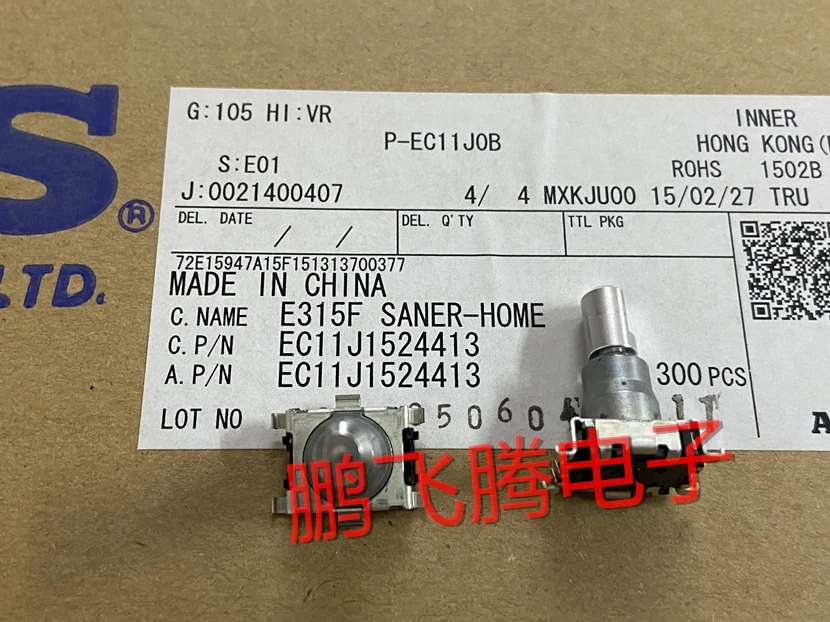 S®
LTD.
G:105 HI:VR
INNER
P-EC11J0B
HONG KONG(
S:E01
ROHS 1502B
J:0021400407
4/ 4 MXKJU00 15/02/27 TRU
DEL. DATE
DEL. Q'TY
TTL PKG
/ /
72E15947A15F151313700377
MADE IN CHINA
C.NAME E315F SANER-HOME
C.P/N EC11J1524413
A.P/N EC11J1524413
300 PCS
LOT NO
A
鹏飞腾电子